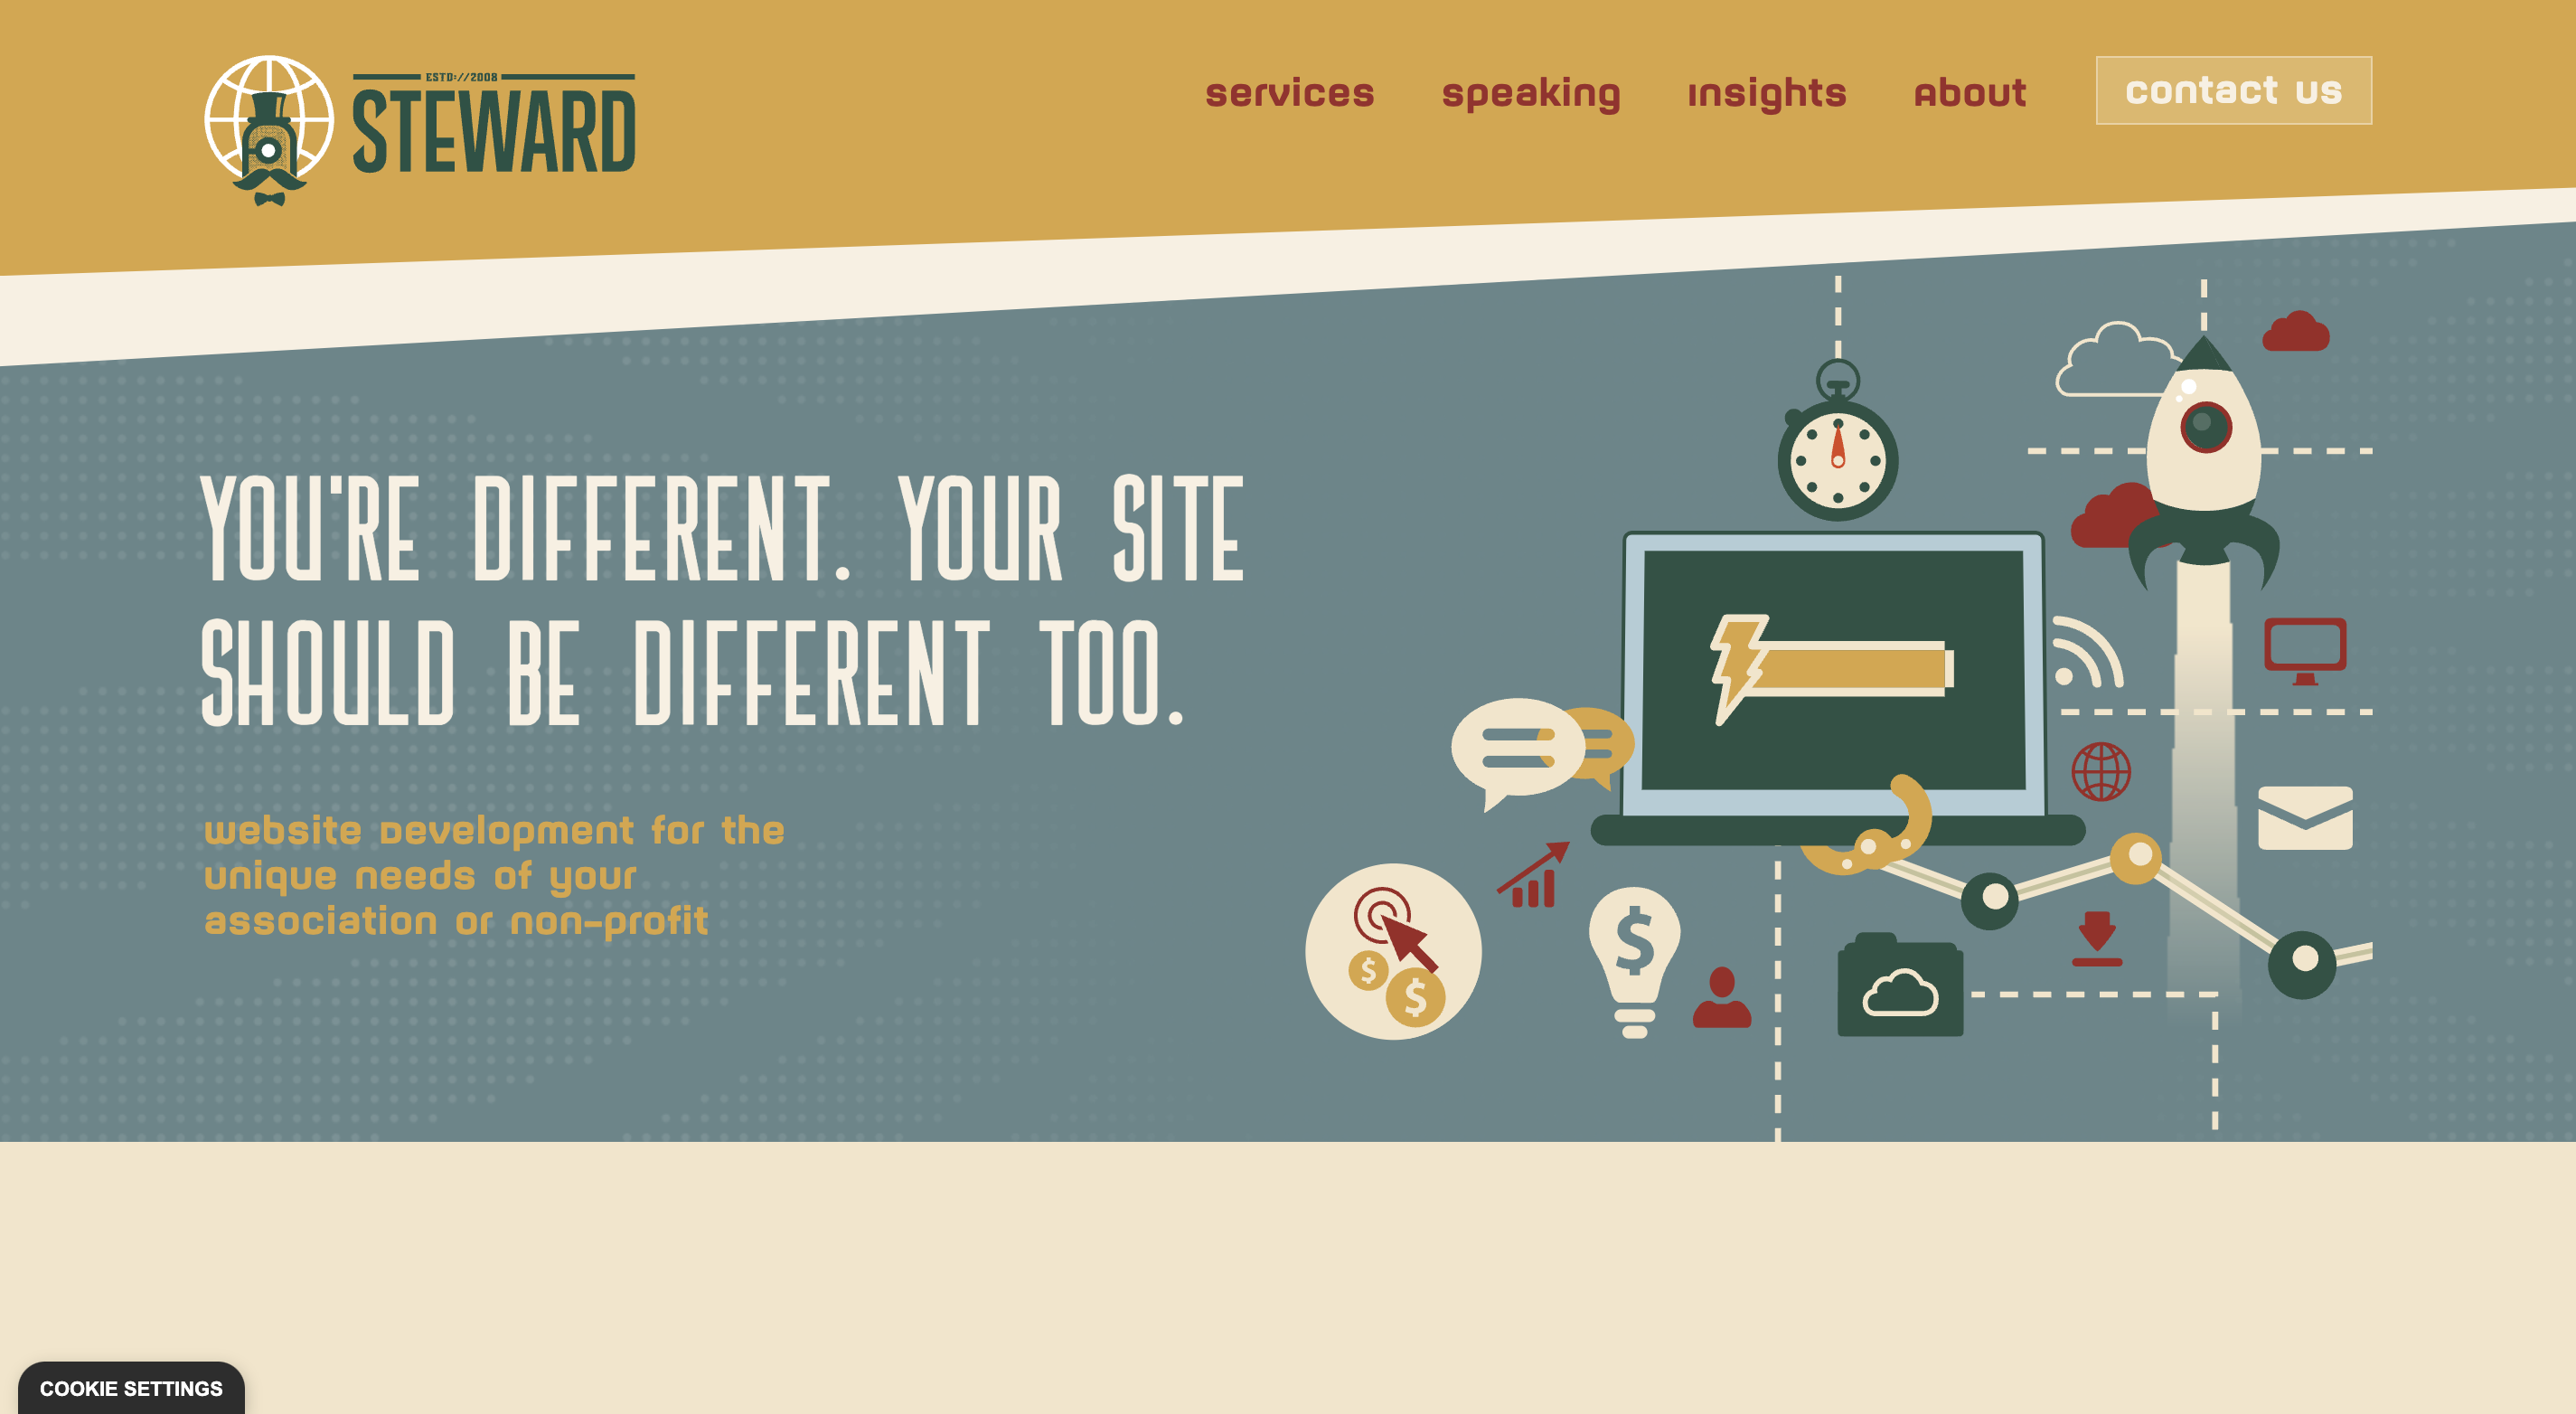 ESTD://2008
STEWARD
services speaking insights about contact us
YOU'RE DIFFERENT. YOUR SITE
SHOULD BE DIFFERENT TOO.
website development for the
unique needs of your
association or non-profit
$
$
$
COOKIE SETTINGS